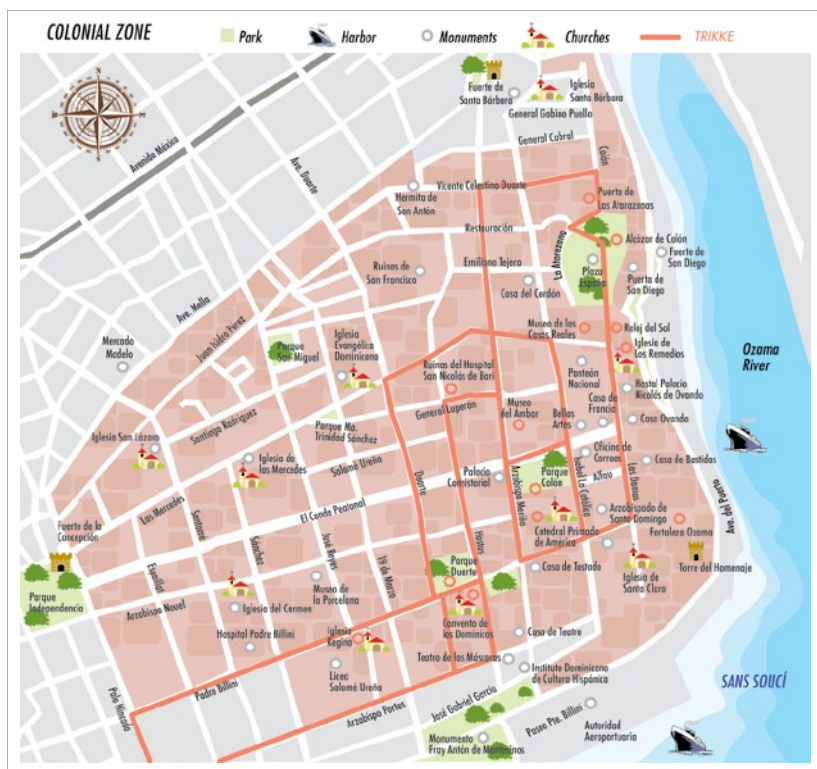 COLONIAL ZONE
Park
Harbor
Monuments
Churches
TRIKKE
Fuerte de
Santa Bárbara
Iglesia
Santa Bárbara
General Gabino Puello
General Cabral
Colón
Avenida México
Ave. Duarte
Hermita de
San Antón
Vicente Celestino Duarte
Puerta de
Las Atarazanas
Restauración
La Atarazana
Alcázar de Colón
Fuerte de
San Diego
Emiliano Tejera
Ruinas de
San Francisco
Plaza
España
Puerta de
San Diego
Casa del Cordón
Ave. Mella
Juan Isidro Pérez
Mercado
Modelo
Parque
San Miguel
Iglesia
Evangélica
Dominicana
Museo de las
Casas Reales
Reloj del Sol
Iglesia de
Los Remedios
Ozama
River
Ruinas del Hospital
San Nicolás de Bari
Panteón
Nacional
Hostal Palacio
Nicolás de Ovando
General Luperón
Museo
del Ambar
Casa de
Francia
Bellas
Artes
Casa Ovando
Parque Ma.
Trinidad Sánchez
Santiago Rodríguez
Iglesia San Lázaro
Iglesia de
las Mercedes
Salomé Ureña
Duarte
Palacio
Consistorial
Arzobispo Meriño
Parque
Colón
Isabel La Católica
Oficina de
Correos
Alfau
Las Damas
Casa de Bastidas
Las Mercedes
El Conde Peatonal
Arzobispado de
Santo Domingo
Ave. del Puerto
Fuerte de la
Concepción
Santomé
Sánchez
José Reyes
Hostos
Catedral Primada
de América
Fortaleza Ozama
Espaillat
19 de Marzo
Parque
Duarte
Casa de Tostado
Iglesia de
Santa Clara
Torre del Homenaje
Parque
Independencia
Arzobispo Nouel
Museo de
la Porcelana
Iglesia del Carmen
Hospital Padre Billini
Iglesia
Regina
Convento de
los Dominicos
Casa de Teatro
Teatro de las Máscaras
Instituto Dominicano
de Cultura Hispánica
Palo Hincado
Padre Billini
Liceo
Salomé Ureña
Arzobispo Portes
José Gabriel García
SANS SOUCÍ
Paseo Pte. Billini
Monumento
Fray Antón de Montesinos
Autoridad
Aeroportuaria